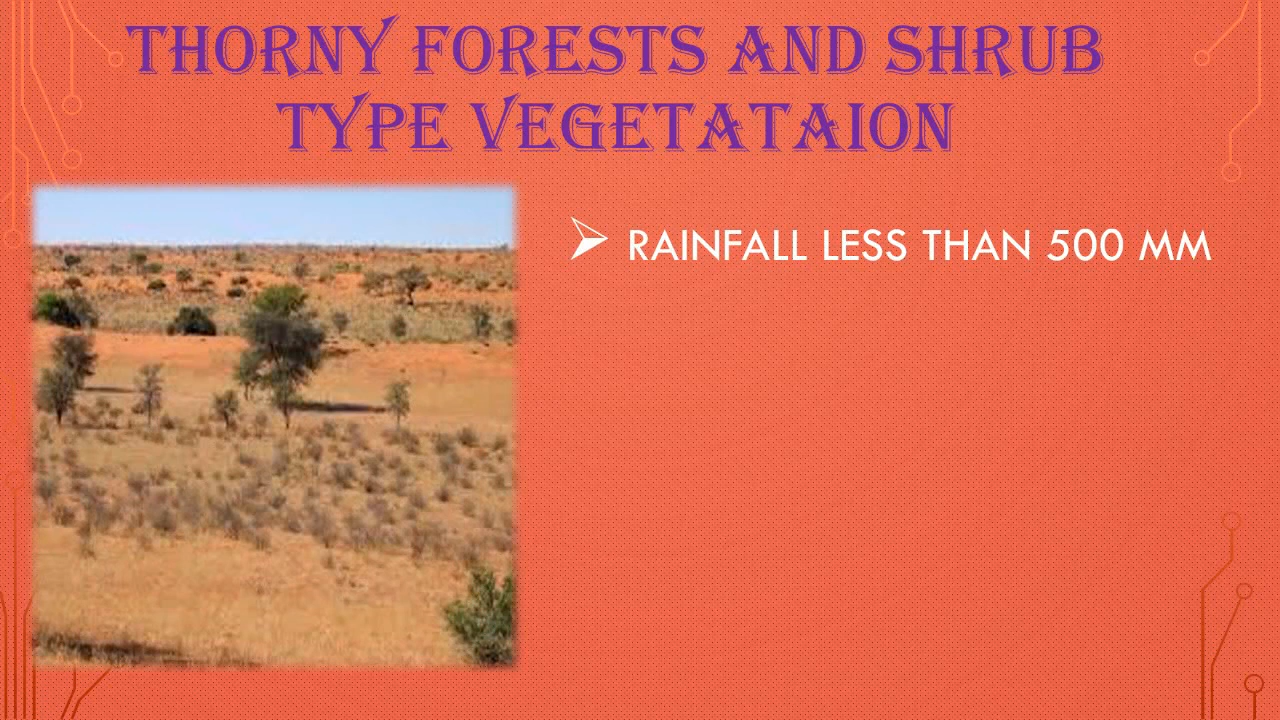 THORNY FORESTS AND SHRUB
TYPE VEGETATAION
RAINFALL LESS THAN 500 MM